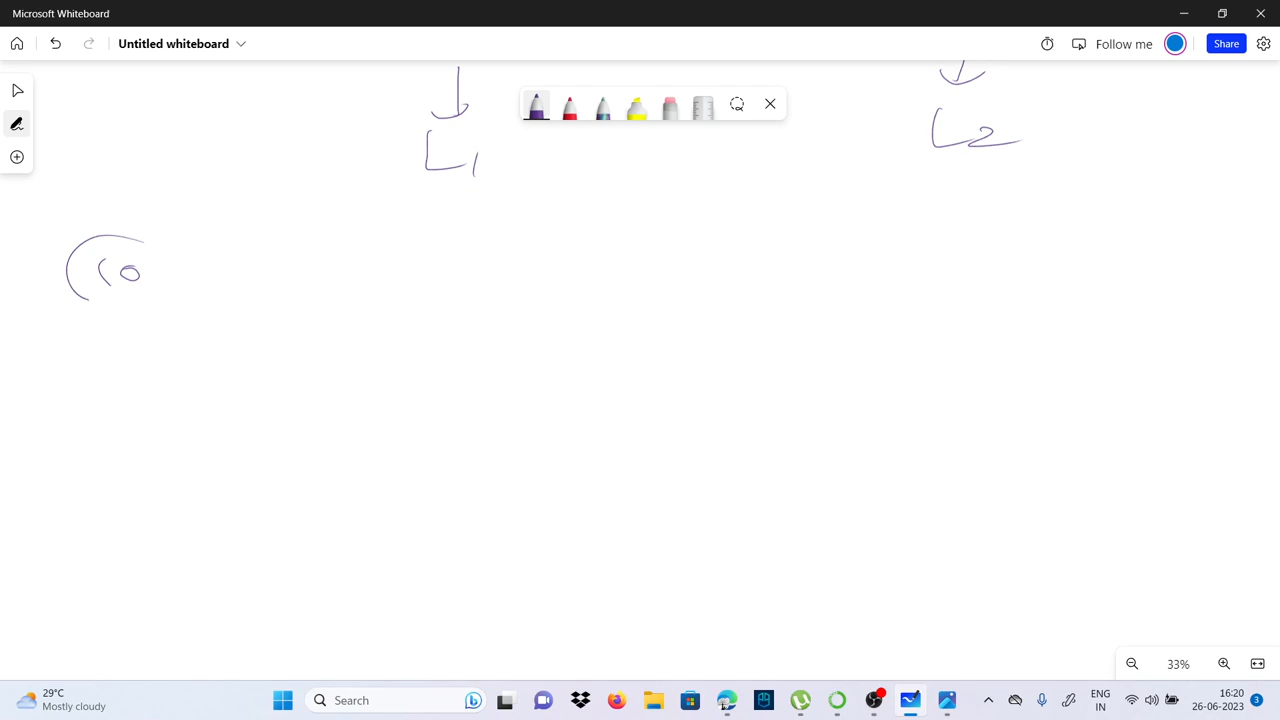 Microsoft Whiteboard
Untitled whiteboard
Follow me
Share
L1
L2
33%
29°C
Mostly cloudy
Search
ENG
IN
16:20
26-06-2023
3